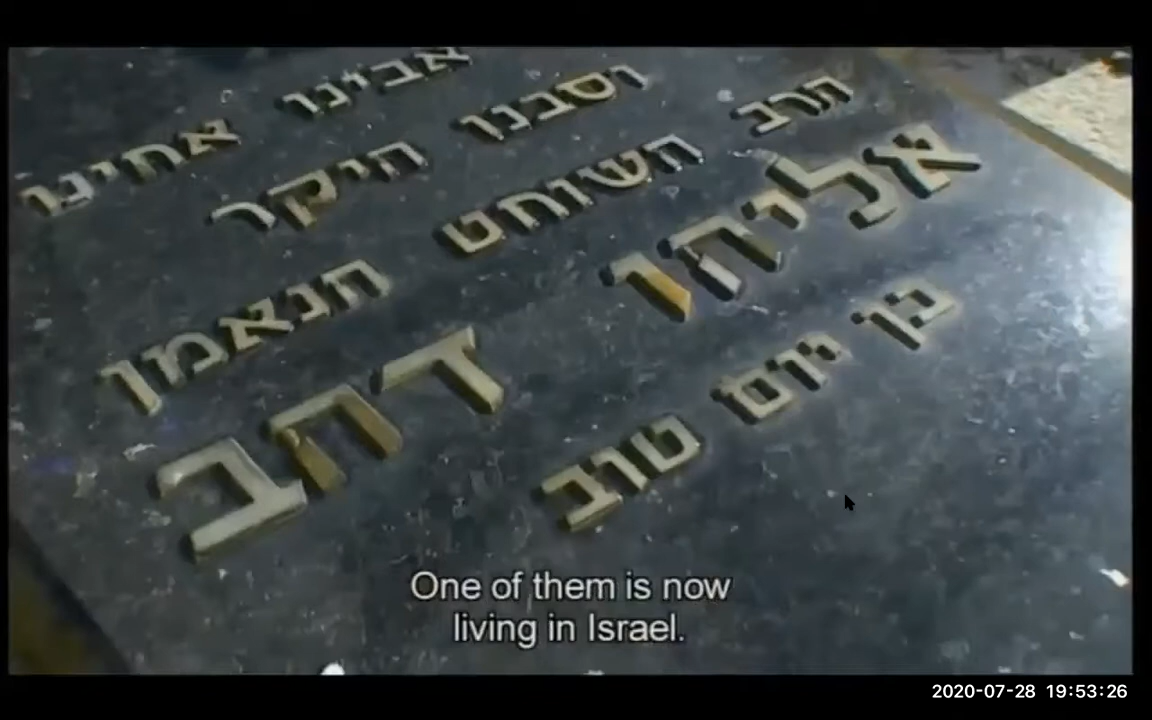 אבינו אחינו
וסבנו היקר
הרב השוחט הנאמן
אליהו דהב
בן יום טוב
One of them is now
living in Israel.
2020-07-28 19:53:26